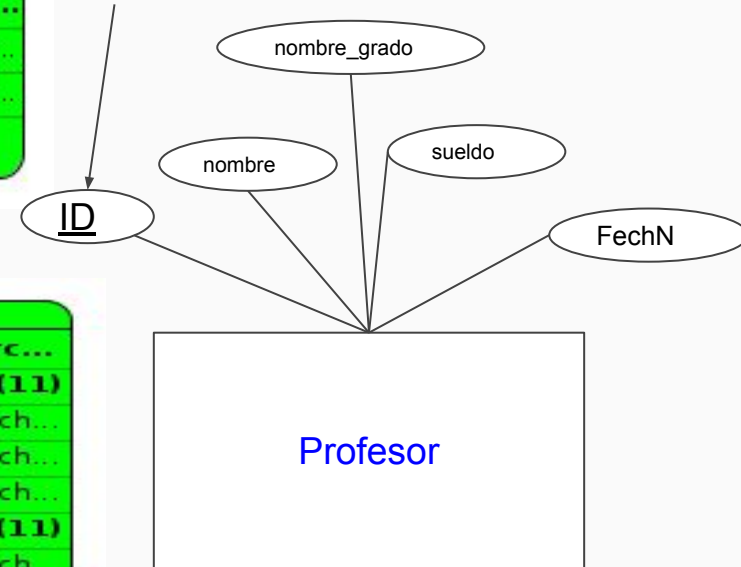 nombre_grado
nombre
sueldo
ID
FechN
(11)
(11)
Profesor